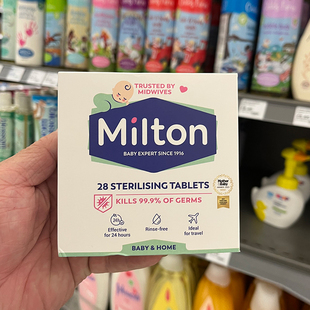 TRUSTED BY
MIDWIVES
Milton
BABY EXPERT SINCE 1916
28 STERILISING TABLETS
KILLS 99.9% OF GERMS
24h
Effective
for 24 hours
Rinse-free
Ideal
for travel
BABY & HOME